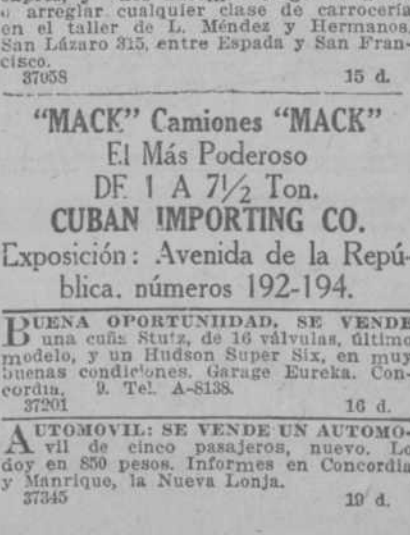 arreglar cualquier clase de carrocería
en el taller de L. Méndez y Hermanos.
San Lázaro 315, entre Espada y San Fran-
cisco.
37058 15 d.
"MACK" Camiones "MACK"
El Más Poderoso
DE 1 A 7½ Ton.
CUBAN IMPORTING CO.
Exposición: Avenida de la Repú-
blica. números 192-194.
BUENA OPORTUNIIDAD, SE VENDE
una cuña Stutz, de 16 válvulas, último
modelo, y un Hudson Super Six, en muy
buenas condiciones. Garage Eureka. Con-
cordia, 9. Tel. A-8138.
37201 16 d.
AUTOMOVIL: SE VENDE UN AUTOMO-
vil de cinco pasajeros, nuevo. Lo
doy en 850 pesos. Informes en Concordia
y Manrique, la Nueva Lonja.
37345 19 d.